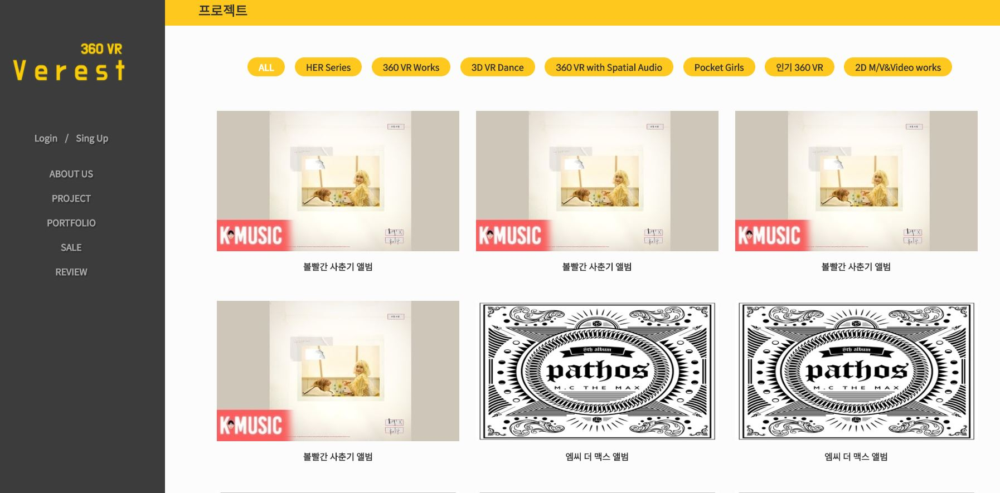 프로젝트
360 VR
Verest
Login / Sing Up
ABOUT US
PROJECT
PORTFOLIO
SALE
REVIEW
ALL
HER Series
360 VR Works
3D VR Dance
360 VR with Spatial Audio
Pocket Girls
인기 360 VR
2D M/V&Video works
K MUSIC
볼빨간 사춘기 앨범
K MUSIC
볼빨간 사춘기 앨범
K MUSIC
볼빨간 사춘기 앨범
K MUSIC
볼빨간 사춘기 앨범
8th album
pathos
M.C THE MAX
엠씨 더 맥스 앨범
8th album
pathos
M.C THE MAX
엠씨 더 맥스 앨범